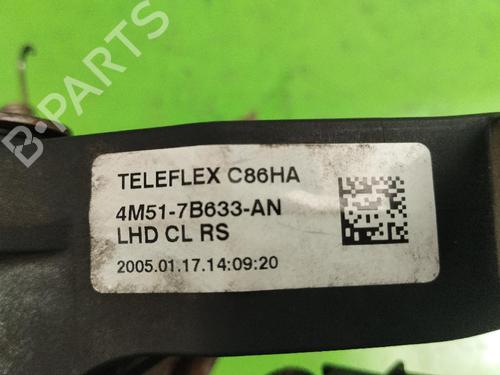 B-PARTS
TELEFLEX C86HA
4M51-7B633-AN
LHD CL RS
2005.01.17.14:09:20